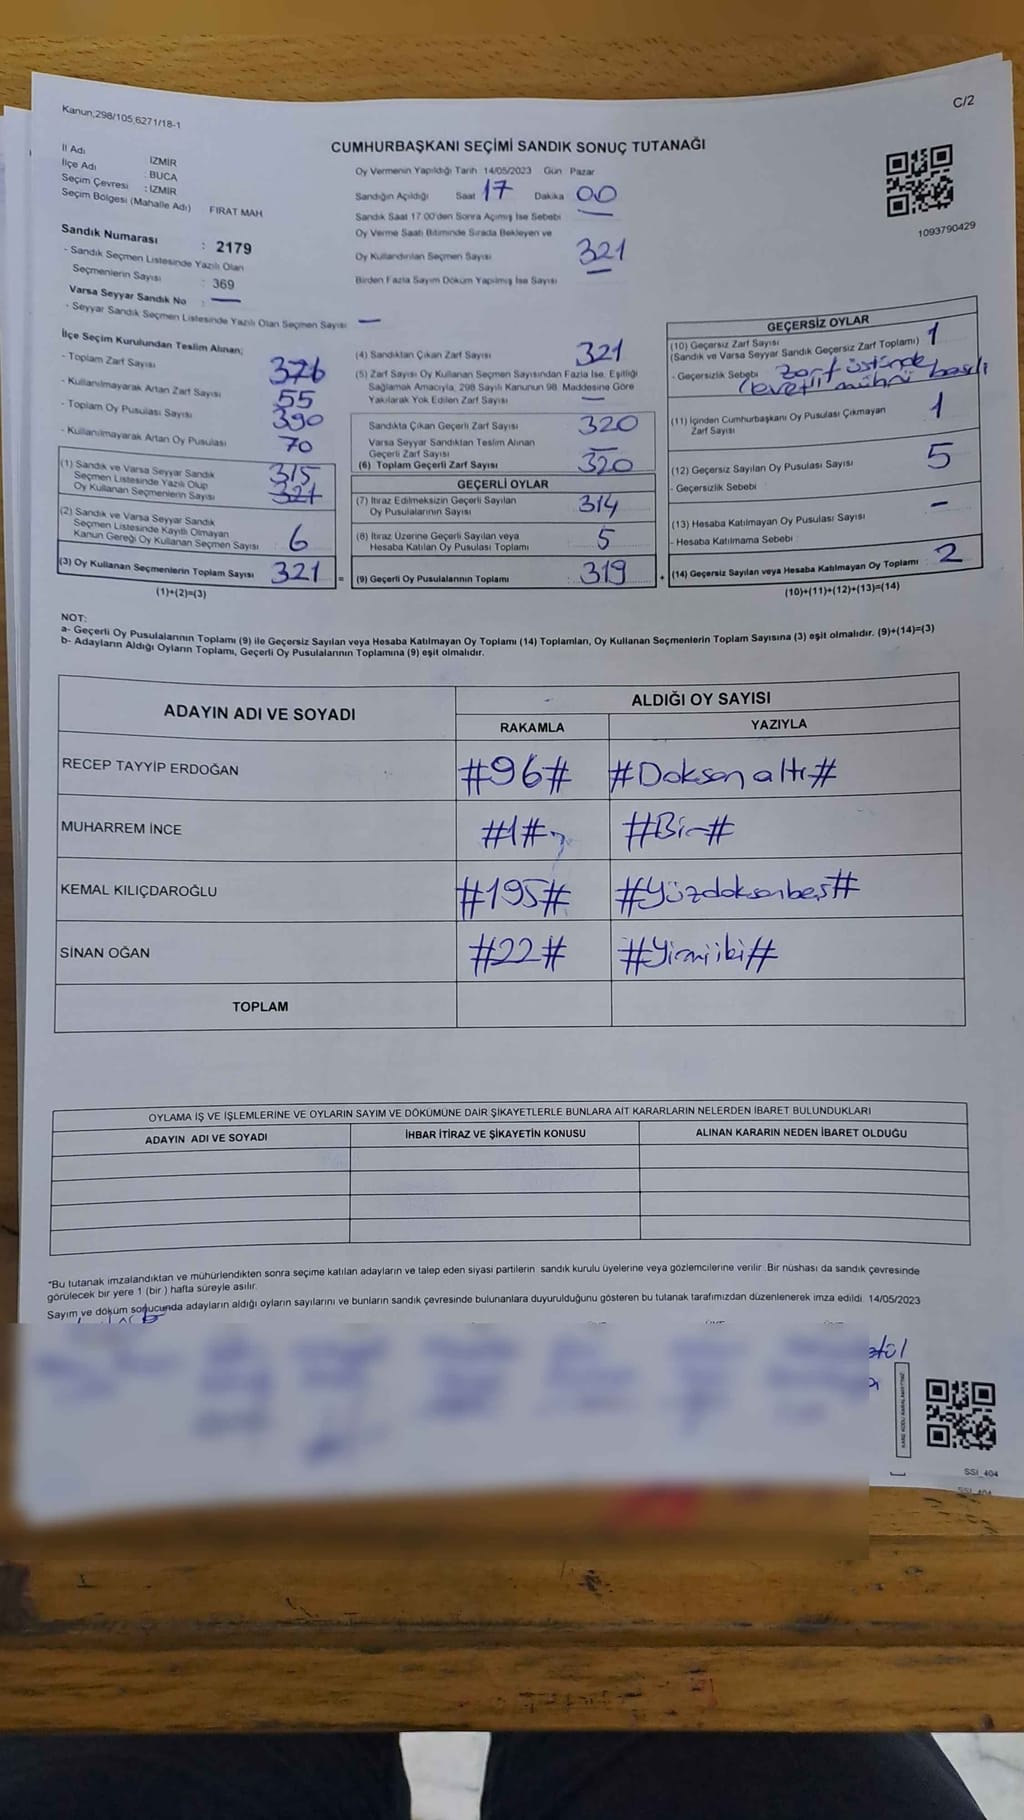 Kanun;298/105,6271/18-1
C/2
CUMHURBAŞKANI SEÇİMİ SANDIK SONUÇ TUTANAĞI
İl Adı İZMİR
İlçe Adı : BUCA
Seçim Çevresi : İZMİR
Seçim Bölgesi (Mahalle Adı) FIRAT MAH
Sandık Numarası : 2179
- Sandık Seçmen Listesinde Yazılı Olan
Seçmenlerin Sayısı : 369
Varsa Seyyar Sandık No : —
- Seyyar Sandık Seçmen Listesinde Yazılı Olan Seçmen Sayısı —
Oy Vermenin Yapıldığı Tarih 14/05/2023 Gün Pazar
Sandığın Açıldığı Saat 17 Dakika 00
Sandık Saat 17.00'den Sonra Açımış İse Sebebi —
Oy Verme Saati Bitiminde Sırada Bekleyen ve
Oy Kullandırılan Seçmen Sayısı 321
Birden Fazla Sayım Döküm Yapılmış İse Sayısı —
1093790429
İlçe Seçim Kurulundan Teslim Alınan;
- Toplam Zarf Sayısı 376
- Kullanılmayarak Artan Zarf Sayısı 55
- Toplam Oy Pusulası Sayısı 390
- Kullanılmayarak Artan Oy Pusulası 70
(1) Sandık ve Varsa Seyyar Sandık
Seçmen Listesinde Yazılı Olup
Oy Kullanan Seçmenlerin Sayısı 315
321
(2) Sandık ve Varsa Seyyar Sandık
Seçmen Listesinde Kayıtlı Olmayan
Kanun Gereği Oy Kullanan Seçmen Sayısı 6
(3) Oy Kullanan Seçmenlerin Toplam Sayısı 321 =
(1)+(2)=(3)
(4) Sandıktan Çıkan Zarf Sayısı 321
(5) Zarf Sayısı Oy Kullanan Seçmen Sayısından Fazla İse, Eşitliği
Sağlamak Amacıyla, 298 Sayılı Kanunun 98. Maddesine Göre
Yakılarak Yok Edilen Zarf Sayısı —
Sandıkta Çıkan Geçerli Zarf Sayısı 320
Varsa Seyyar Sandıktan Teslim Alınan
Geçerli Zarf Sayısı —
(6) Toplam Geçerli Zarf Sayısı 320
GEÇERLİ OYLAR
(7) İtiraz Edilmeksizin Geçerli Sayılan
Oy Pusulalarının Sayısı 314
(8) İtiraz Üzerine Geçerli Sayılan veya
Hesaba Katılan Oy Pusulası Toplamı 5
(9) Geçerli Oy Pusulalarının Toplamı : 319 +
GEÇERSİZ OYLAR
(10) Geçersiz Zarf Sayısı
(Sandık ve Varsa Seyyar Sandık Geçersiz Zarf Toplamı) 1
- Geçersizlik Sebebi zarf üstünde
(evet) mührü basılı
(11) İçinden Cumhurbaşkanı Oy Pusulası Çıkmayan
Zarf Sayısı 1
(12) Geçersiz Sayılan Oy Pusulası Sayısı 5
- Geçersizlik Sebebi
(13) Hesaba Katılmayan Oy Pusulası Sayısı -
- Hesaba Katılmama Sebebi
(14) Geçersiz Sayılan veya Hesaba Katılmayan Oy Toplamı : 2
(10)+(11)+(12)+(13)=(14)
NOT:
a- Geçerli Oy Pusulalarının Toplamı (9) ile Geçersiz Sayılan veya Hesaba Katılmayan Oy Toplamı (14) Toplamları, Oy Kullanan Seçmenlerin Toplam Sayısına (3) eşit olmalıdır. (9)+(14)=(3)
b- Adayların Aldığı Oyların Toplamı, Geçerli Oy Pusulalarının Toplamına (9) eşit olmalıdır.
ADAYIN ADI VE SOYADI ALDIĞI OY SAYISI
RAKAMLA YAZIYLA
RECEP TAYYİP ERDOĞAN #96# #Doksan altı#
MUHARREM İNCE #1# #Bir#
KEMAL KILIÇDAROĞLU #195# #Yüzdoksanbeş#
SİNAN OĞAN #22# #Yirmiiki#
TOPLAM
OYLAMA İŞ VE İŞLEMLERİNE VE OYLARIN SAYIM VE DÖKÜMÜNE DAİR ŞİKAYETLERLE BUNLARA AİT KARARLARIN NELERDEN İBARET BULUNDUKLARI
ADAYIN ADI VE SOYADI İHBAR İTİRAZ VE ŞİKAYETİN KONUSU ALINAN KARARIN NEDEN İBARET OLDUĞU
*Bu tutanak imzalandıktan ve mühürlendikten sonra seçime katılan adayların ve talep eden siyasi partilerin sandık kurulu üyelerine veya gözlemcilerine verilir. Bir nüshası da sandık çevresinde
görülecek bir yere 1 (bir ) hafta süreyle asılır.
Sayım ve döküm sonucunda adayların aldığı oyların sayılarını ve bunların sandık çevresinde bulunanlara duyurulduğunu gösteren bu tutanak tarafımızdan düzenlenerek imza edildi 14/05/2023
SSI_404
SSI_404